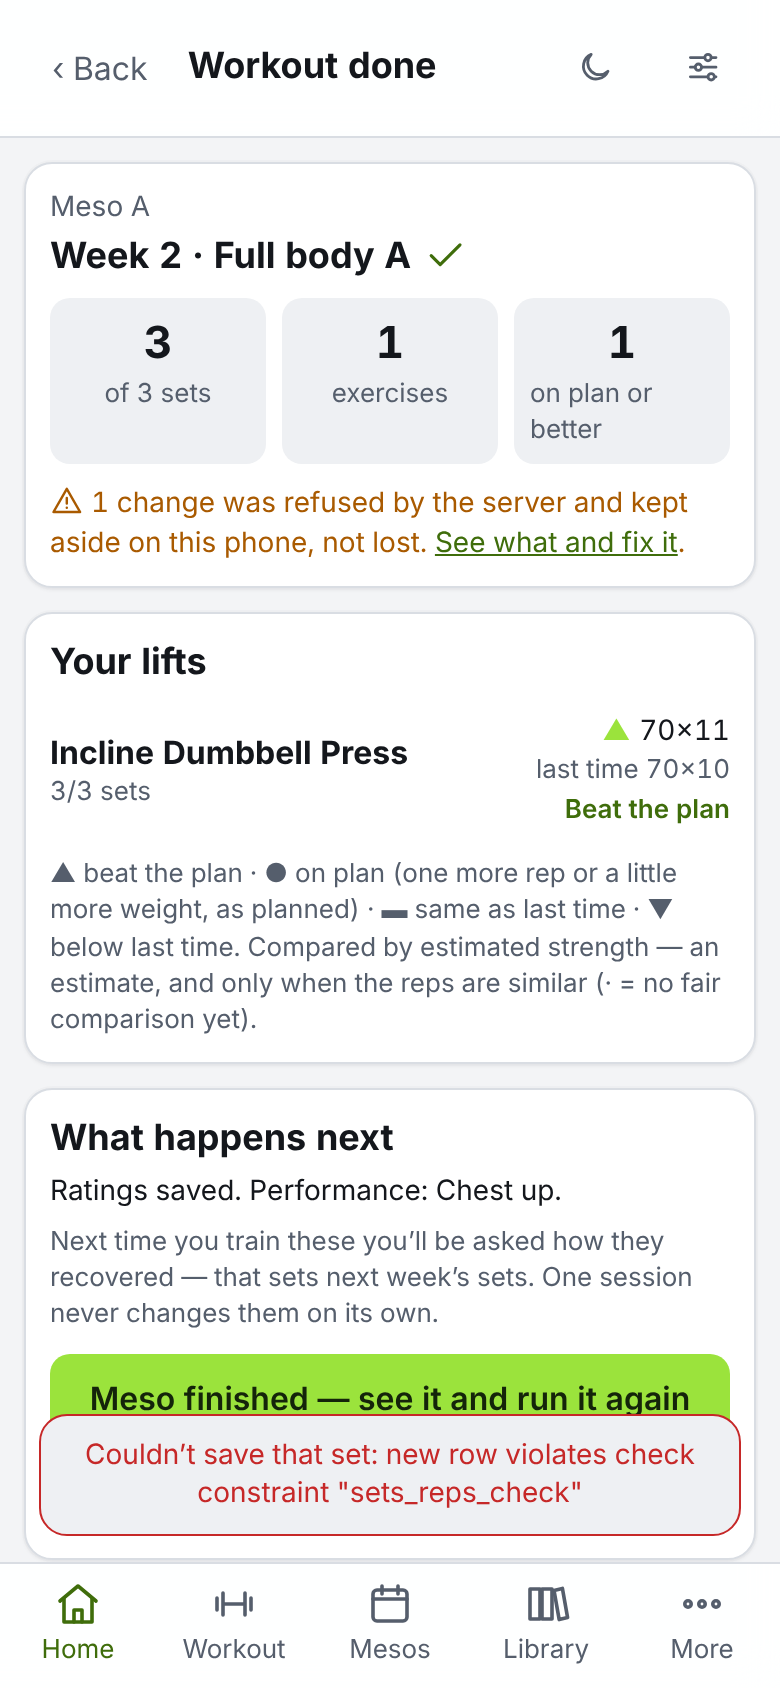 ‹ Back Workout done
Meso A
Week 2 · Full body A ✓
3
of 3 sets
1
exercises
1
on plan or
better
⚠ 1 change was refused by the server and kept
aside on this phone, not lost. See what and fix it.
Your lifts
Incline Dumbbell Press
3/3 sets
▲ 70×11
last time 70×10
Beat the plan
▲ beat the plan · ● on plan (one more rep or a little
more weight, as planned) · ▬ same as last time · ▼
below last time. Compared by estimated strength — an
estimate, and only when the reps are similar (· = no fair
comparison yet).
What happens next
Ratings saved. Performance: Chest up.
Next time you train these you’ll be asked how they
recovered — that sets next week’s sets. One session
never changes them on its own.
Meso finished — see it and run it again
Couldn’t save that set: new row violates check
constraint "sets_reps_check"
Home Workout Mesos Library More